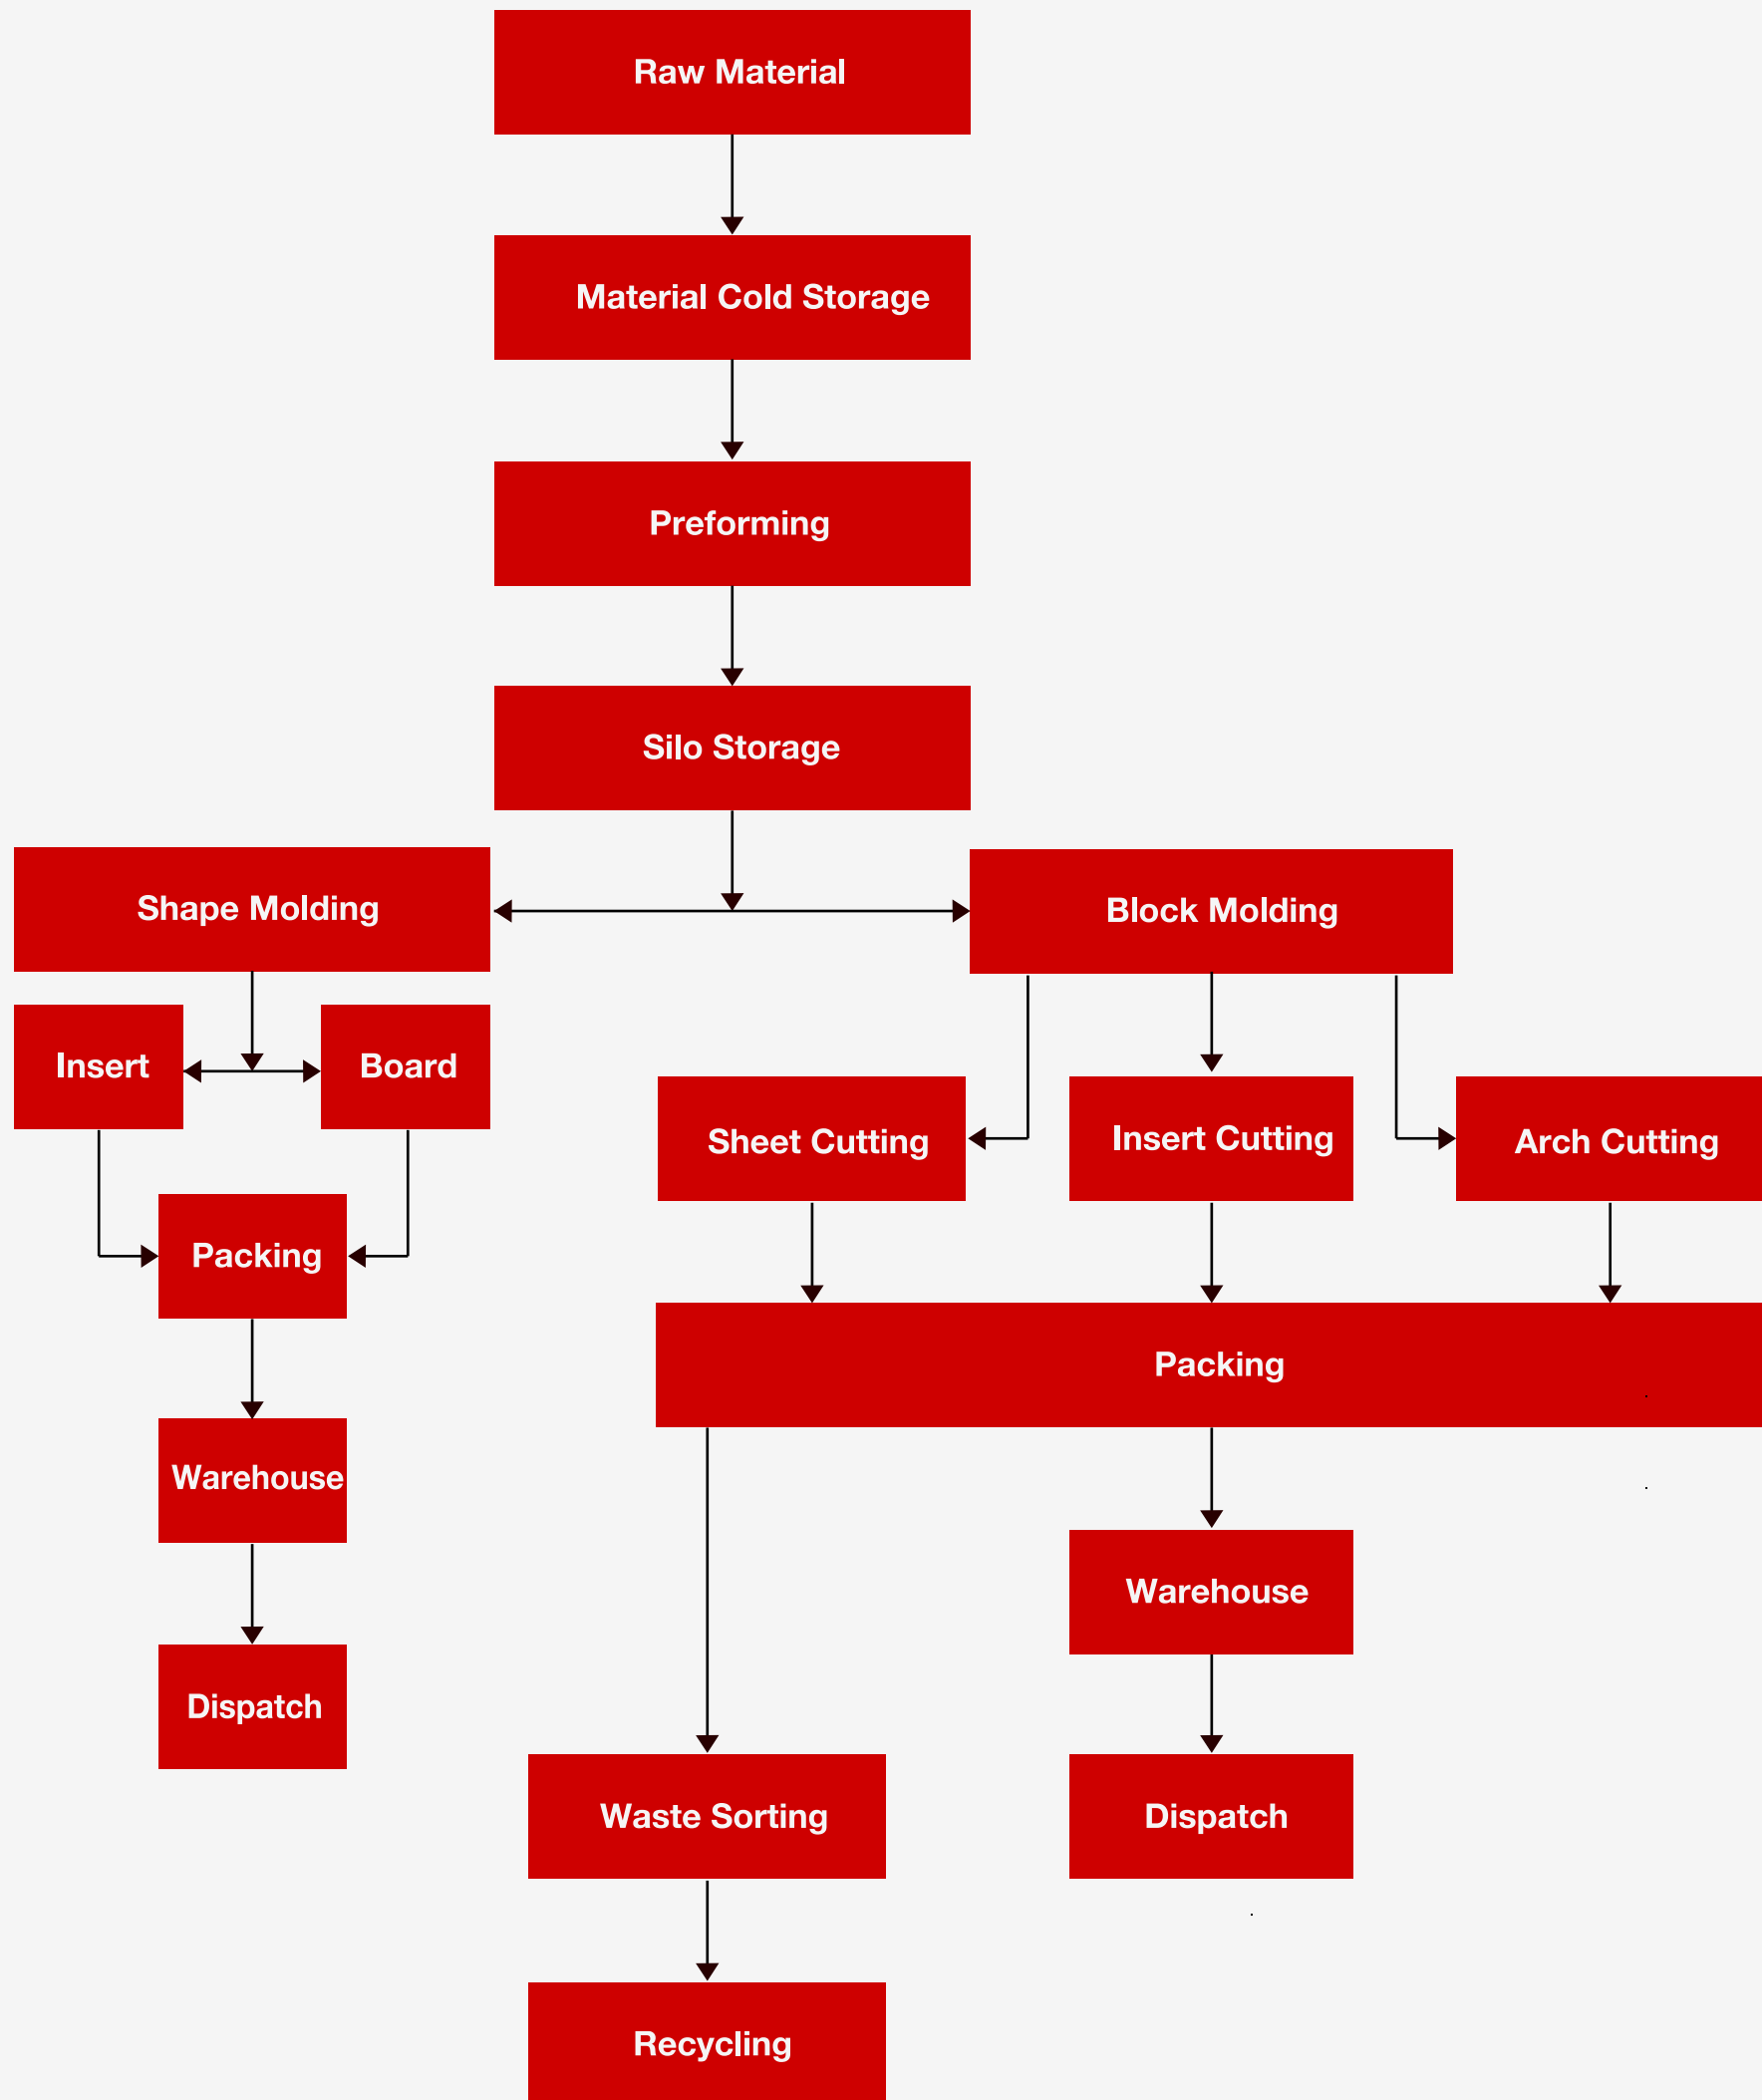 Raw Material
Material Cold Storage
Preforming
Silo Storage
Shape Molding
Block Molding
Insert
Board
Sheet Cutting
Insert Cutting
Arch Cutting
Packing
Packing
Warehouse
Warehouse
Dispatch
Waste Sorting
Dispatch
Recycling